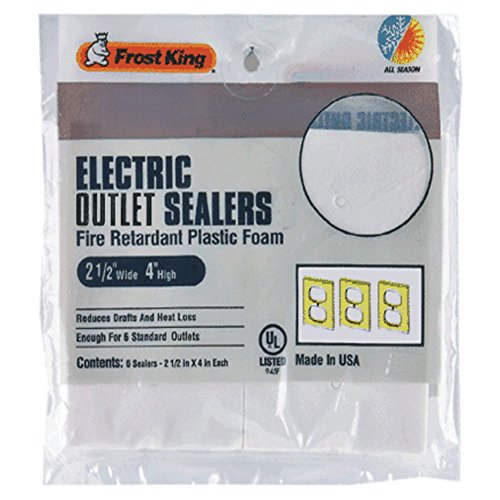 Frost King
ALL SEASON
ELECTRIC
OUTLET SEALERS
Fire Retardant Plastic Foam
2 1/2" Wide 4" High
Reduces Drafts And Heat Loss
Enough For 6 Standard Outlets
Contents: 6 Sealers - 2 1/2 in X 4 in Each
UL
LISTED
Made In USA